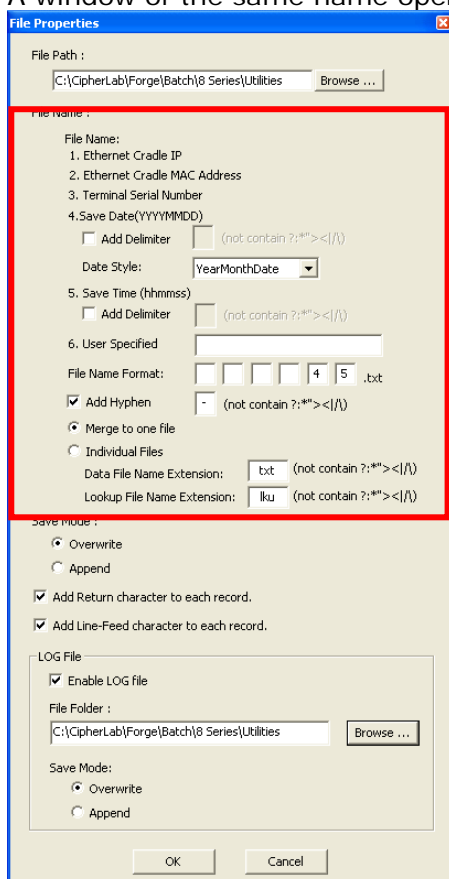 A window of the same name ope
File Properties
File Path :
C:\CipherLab\Forge\Batch\8 Series\Utilities Browse ...
File Name :
File Name:
1. Ethernet Cradle IP
2. Ethernet Cradle MAC Address
3. Terminal Serial Number
4.Save Date(YYYYMMDD)
Add Delimiter (not contain ?:*"><|/\)
Date Style: YearMonthDate
5. Save Time (hhmmss)
Add Delimiter (not contain ?:*"><|/\)
6. User Specified
File Name Format: 4 5 .txt
Add Hyphen - (not contain ?:*"><|/\)
Merge to one file
Individual Files
Data File Name Extension: txt (not contain ?:*"><|/\)
Lookup File Name Extension: lku (not contain ?:*"><|/\)
Save Mode :
Overwrite
Append
Add Return character to each record.
Add Line-Feed character to each record.
LOG File
Enable LOG file
File Folder :
C:\CipherLab\Forge\Batch\8 Series\Utilities Browse ...
Save Mode:
Overwrite
Append
OK Cancel